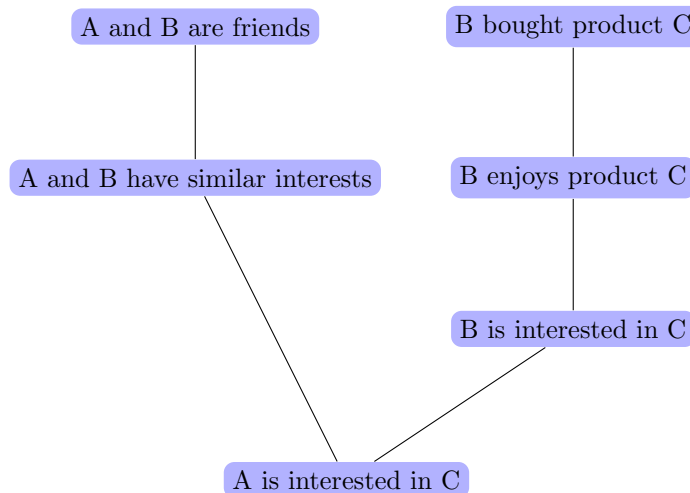 A and B are friends
B bought product C
A and B have similar interests
B enjoys product C
B is interested in C
A is interested in C